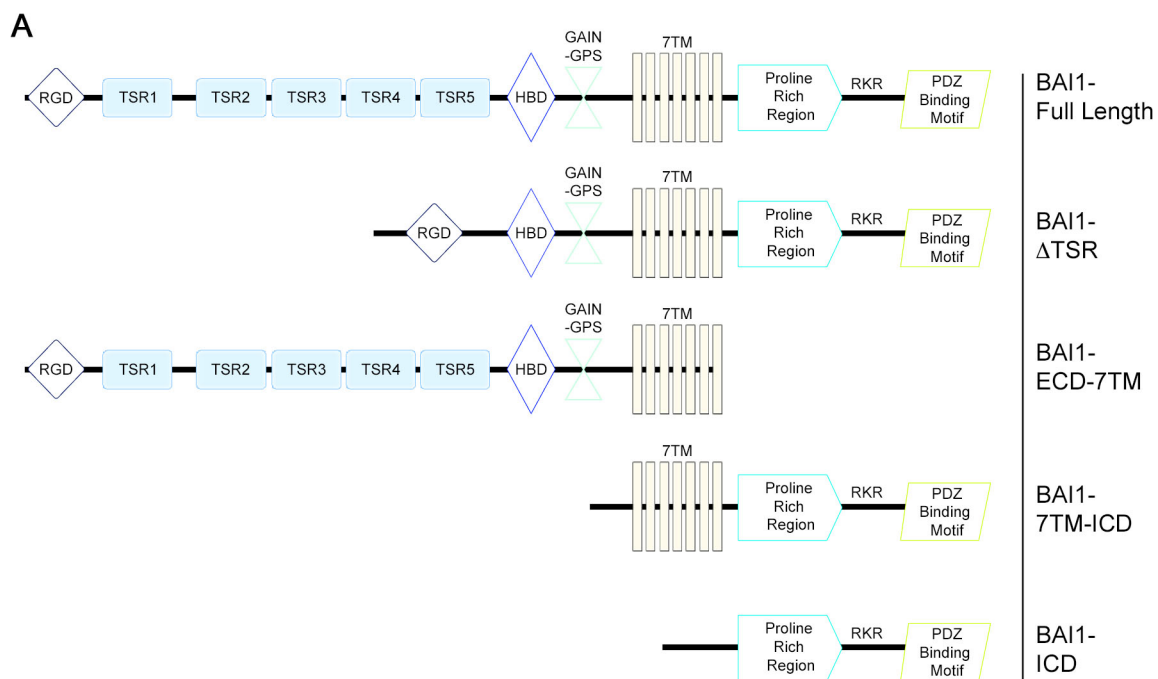 A
GAIN
-GPS
7TM
RGD
TSR1
TSR2
TSR3
TSR4
TSR5
HBD
Proline
Rich
Region
RKR
PDZ
Binding
Motif
BAI1-
Full Length
GAIN
-GPS
7TM
RGD
HBD
Proline
Rich
Region
RKR
PDZ
Binding
Motif
BAI1-
ΔTSR
GAIN
-GPS
7TM
RGD
TSR1
TSR2
TSR3
TSR4
TSR5
HBD
BAI1-
ECD-7TM
7TM
Proline
Rich
Region
RKR
PDZ
Binding
Motif
BAI1-
7TM-ICD
Proline
Rich
Region
RKR
PDZ
Binding
Motif
BAI1-
ICD